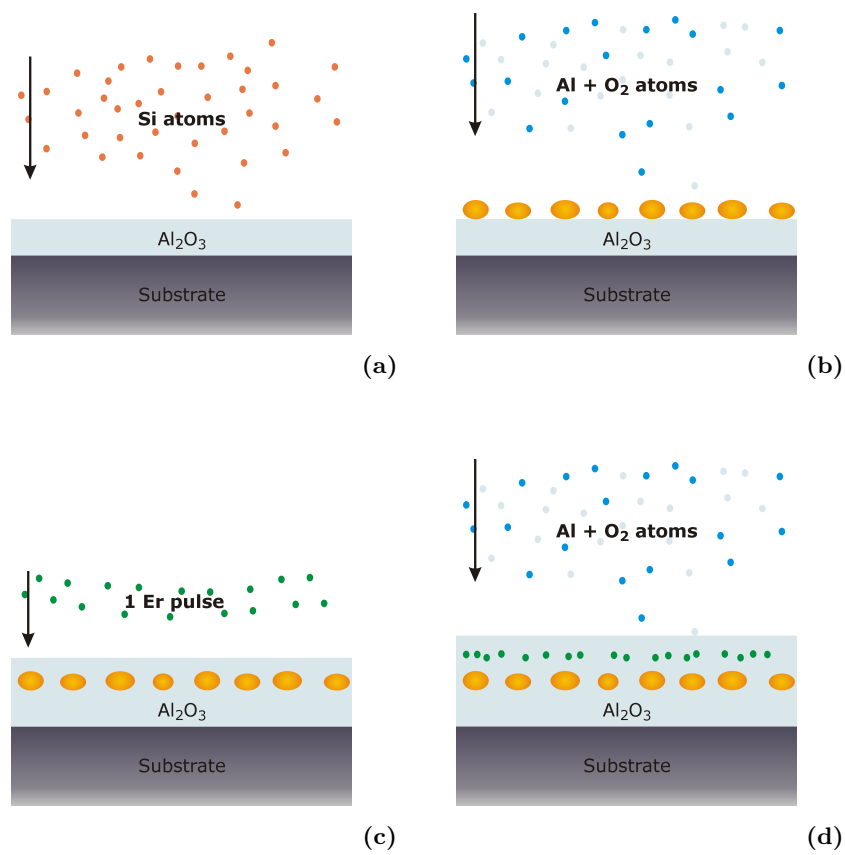 Si atoms
Al₂O₃
Substrate
(a)
Al + O₂ atoms
Al₂O₃
Substrate
(b)
1 Er pulse
Al₂O₃
Substrate
(c)
Al + O₂ atoms
Al₂O₃
Substrate
(d)